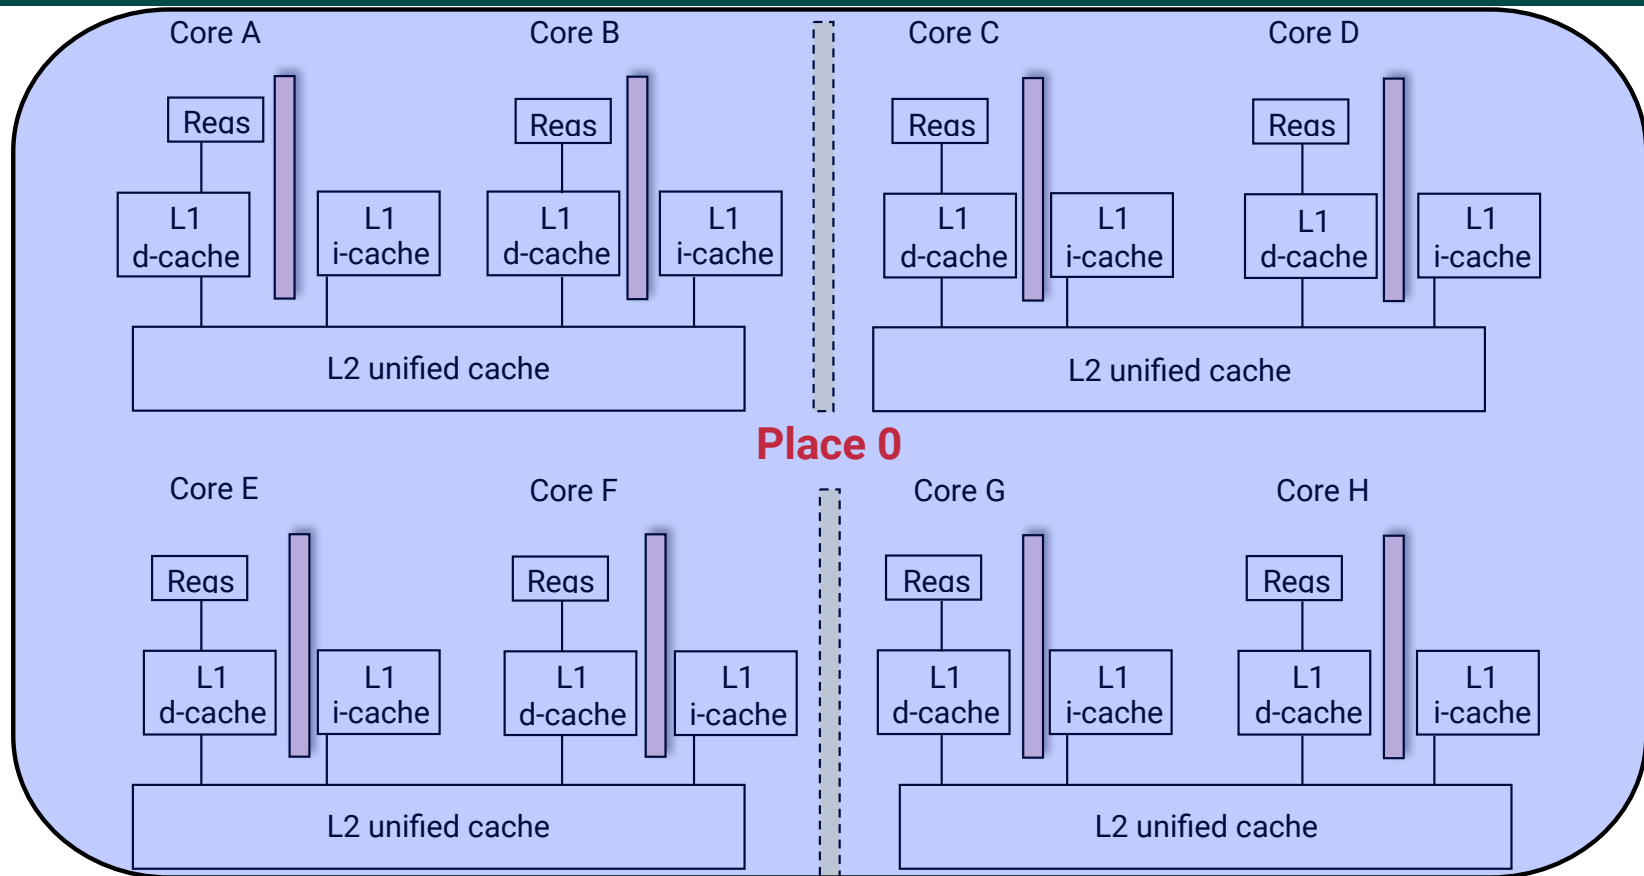 Core A
Core B
Core C
Core D
Regs
Regs
Regs
Regs
L1
d-cache
L1
i-cache
L1
d-cache
L1
i-cache
L1
d-cache
L1
i-cache
L1
d-cache
L1
i-cache
L2 unified cache
L2 unified cache
Place 0
Core E
Core F
Core G
Core H
Regs
Regs
Regs
Regs
L1
d-cache
L1
i-cache
L1
d-cache
L1
i-cache
L1
d-cache
L1
i-cache
L1
d-cache
L1
i-cache
L2 unified cache
L2 unified cache